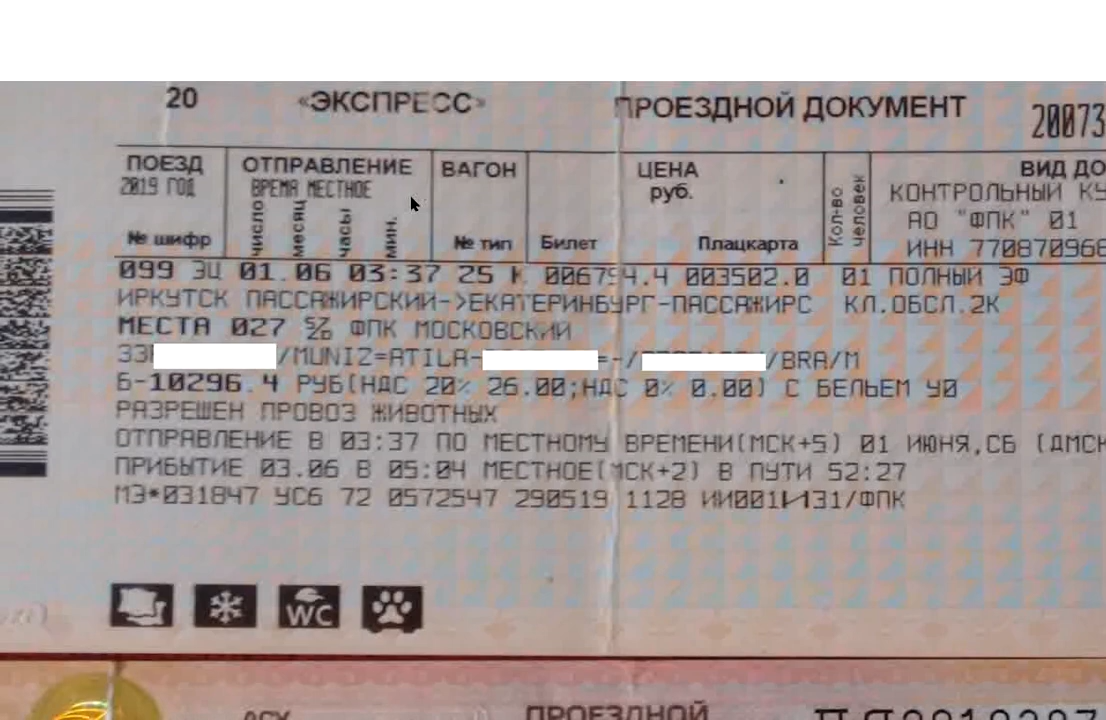 20 «ЭКСПРЕСС» ПРОЕЗДНОЙ ДОКУМЕНТ 20073
ПОЕЗД ОТПРАВЛЕНИЕ ВАГОН ЦЕНА ВИД ДО
2019 ГОД ВРЕМЯ МЕСТНОЕ руб. КОНТРОЛЬНЫЙ КУ
число месяц часы мин. Кол-во человек АО "ФПК" 01
№ шифр № тип Билет Плацкарта ИНН 770870968
099 ЭЦ 01.06 03:37 25 К 006794.4 003502.0 01 ПОЛНЫЙ ЭФ
ИРКУТСК ПАССАЖИРСКИЙ->ЕКАТЕРИНБУРГ-ПАССАЖИРС КЛ.ОБСЛ.2К
МЕСТА 027 ФПК МОСКОВСКИЙ
ЗЗ /MUNIZ=ATILA- =-/ /BRA/M
Б-10296.4 РУБ(НДС 20% 26.00;НДС 0% 0.00) С БЕЛЬЕМ У0
РАЗРЕШЕН ПРОВОЗ ЖИВОТНЫХ
ОТПРАВЛЕНИЕ В 03:37 ПО МЕСТНОМУ ВРЕМЕНИ(МСК+5) 01 ИЮНЯ,СБ (ДМСК
ПРИБЫТИЕ 03.06 В 05:04 МЕСТНОЕ(МСК+2) В ПУТИ 52:27
МЭ*031847 УС6 72 0572547 290519 1128
WC
АСУ ПРОЕЗДНОЙ